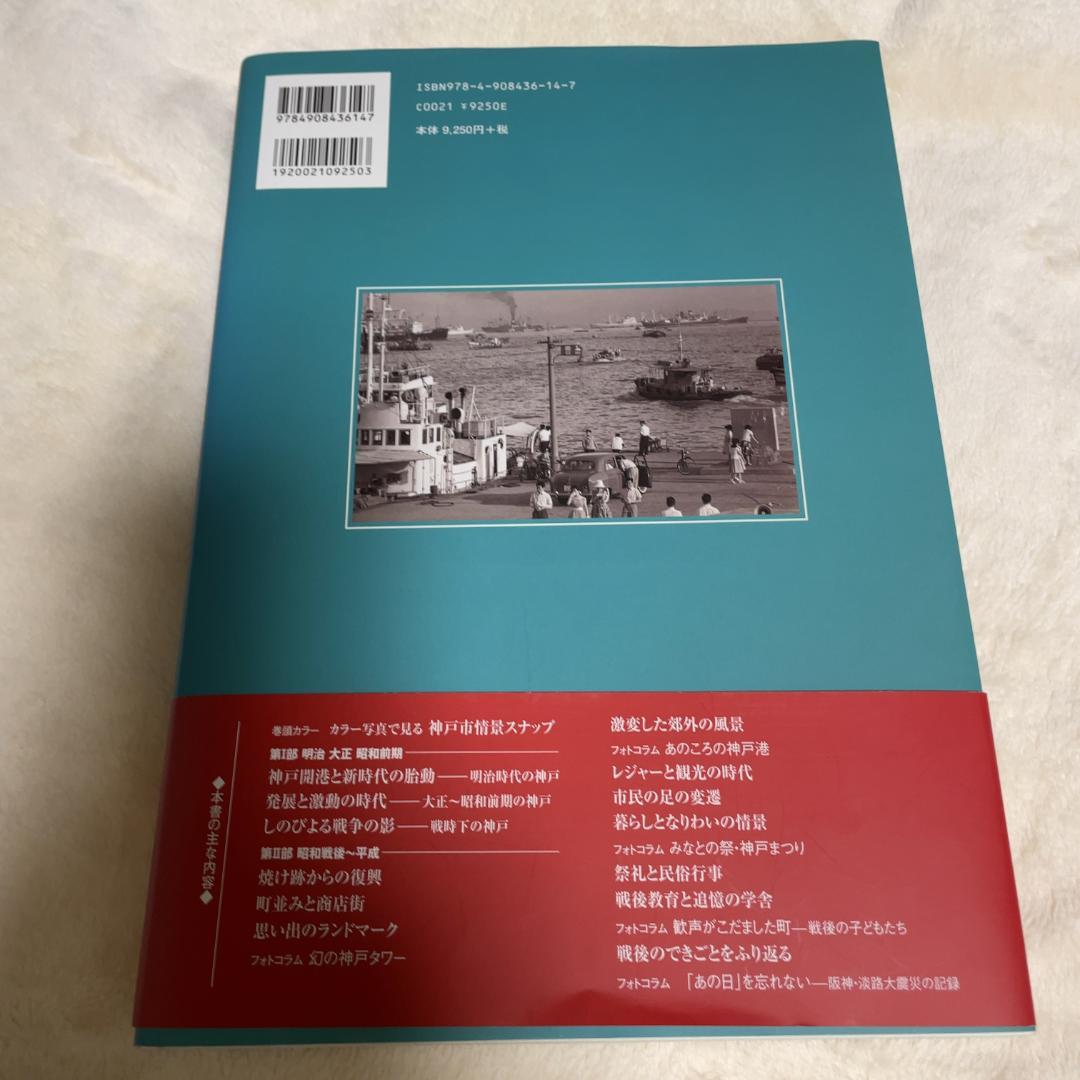 9784908436147
1920021092503
ISBN978-4-908436-14-7
C0021 ¥9250E
本体 9,250円+税
◆本書の主な内容◆
巻頭カラー カラー写真で見る 神戸市情景スナップ
第Ⅰ部 明治 大正 昭和前期
神戸開港と新時代の胎動――明治時代の神戸
発展と激動の時代――大正〜昭和前期の神戸
しのびよる戦争の影――戦時下の神戸
第Ⅱ部 昭和戦後〜平成
焼け跡からの復興
町並みと商店街
思い出のランドマーク
フォトコラム 幻の神戸タワー
激変した郊外の風景
フォトコラム あのころの神戸港
レジャーと観光の時代
市民の足の変遷
暮らしとなりわいの情景
フォトコラム みなとの祭・神戸まつり
祭礼と民俗行事
戦後教育と追憶の学舎
フォトコラム 歓声がこだました町―戦後の子どもたち
戦後のできごとをふり返る
フォトコラム 「あの日」を忘れない―阪神・淡路大震災の記録